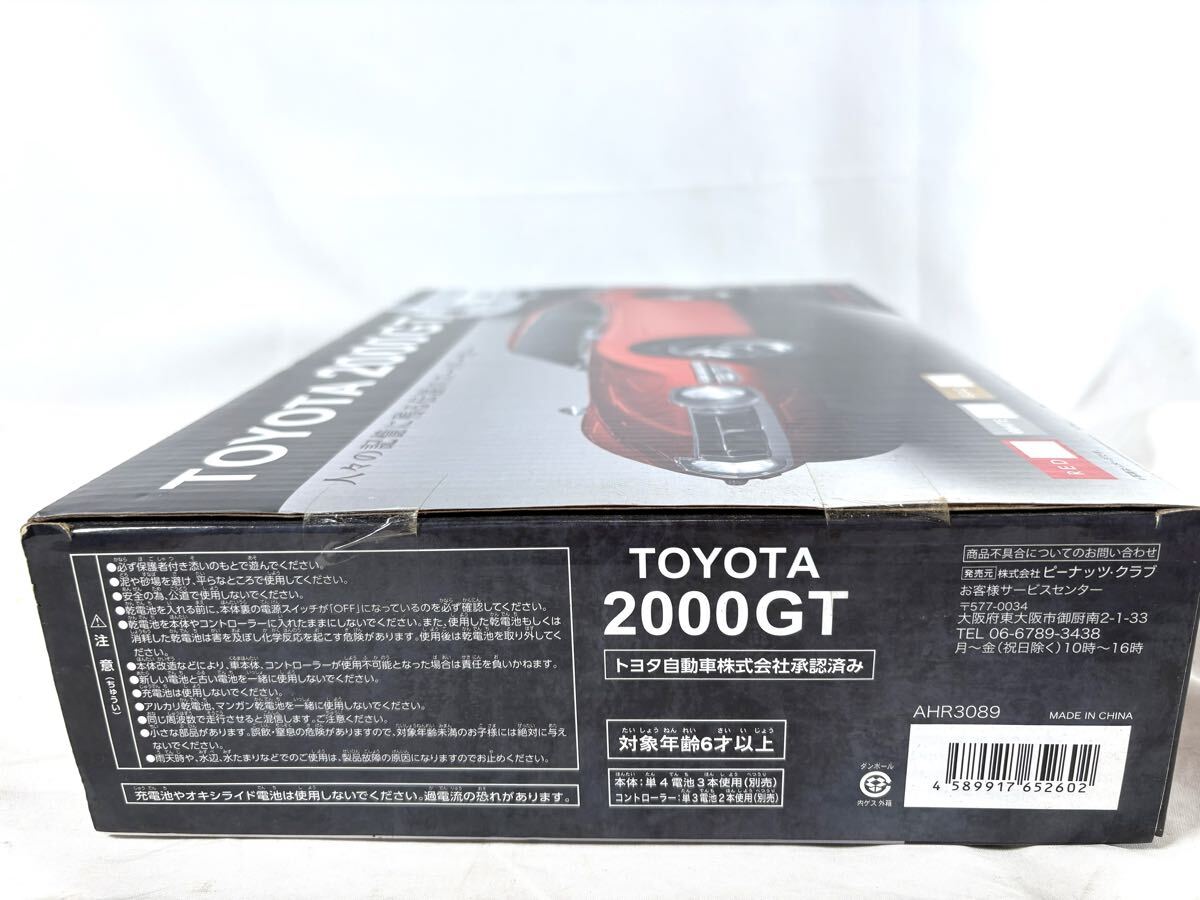 TOYOTA 2000GT
RED
⚠注意(ちゅうい)
●必ず保護者付き添いのもとで遊んでください。
●泥や砂場を避け、平らなところで使用してください。
●安全の為、公道で使用しないでください。
●乾電池を入れる前に、本体裏の電源スイッチが「OFF」になっているのを必ず確認してください。
●乾電池を本体やコントローラーに入れたままにしないでください。また、使用した乾電池もしくは
消耗した乾電池は害を及ぼし化学反応を起こす危険があります。使用後は乾電池を取り外してく
ださい。
●本体改造などにより、車本体、コントローラーが使用不可能となった場合は責任を負いかねます。
●新しい電池と古い電池を一緒に使用しないでください。
●充電池は使用しないでください。
●アルカリ乾電池、マンガン乾電池を一緒に使用しないでください。
●同じ周波数で走行させると混信します。ご注意ください。
●小さな部品があります。誤飲・窒息の危険がありますので、対象年齢未満のお子様には絶対に与え
ないでください。
●雨天時や、水辺、水たまりなどでのご使用は、製品故障の原因になりますのでお止めください。
充電池やオキシライド電池は使用しないでください。過電流の恐れがあります。
TOYOTA
2000GT
トヨタ自動車株式会社承認済み
対象年齢6才以上
本体:単4電池3本使用(別売)
コントローラー:単3電池2本使用(別売)
商品不具合についてのお問い合わせ
発売元 株式会社 ピーナッツ・クラブ
お客様サービスセンター
〒577-0034
大阪府東大阪市御厨南2-1-33
TEL 06-6789-3438
月〜金(祝日除く)10時〜16時
AHR3089
MADE IN CHINA
ダンボール
内ゲス 外箱
4 589917 652602